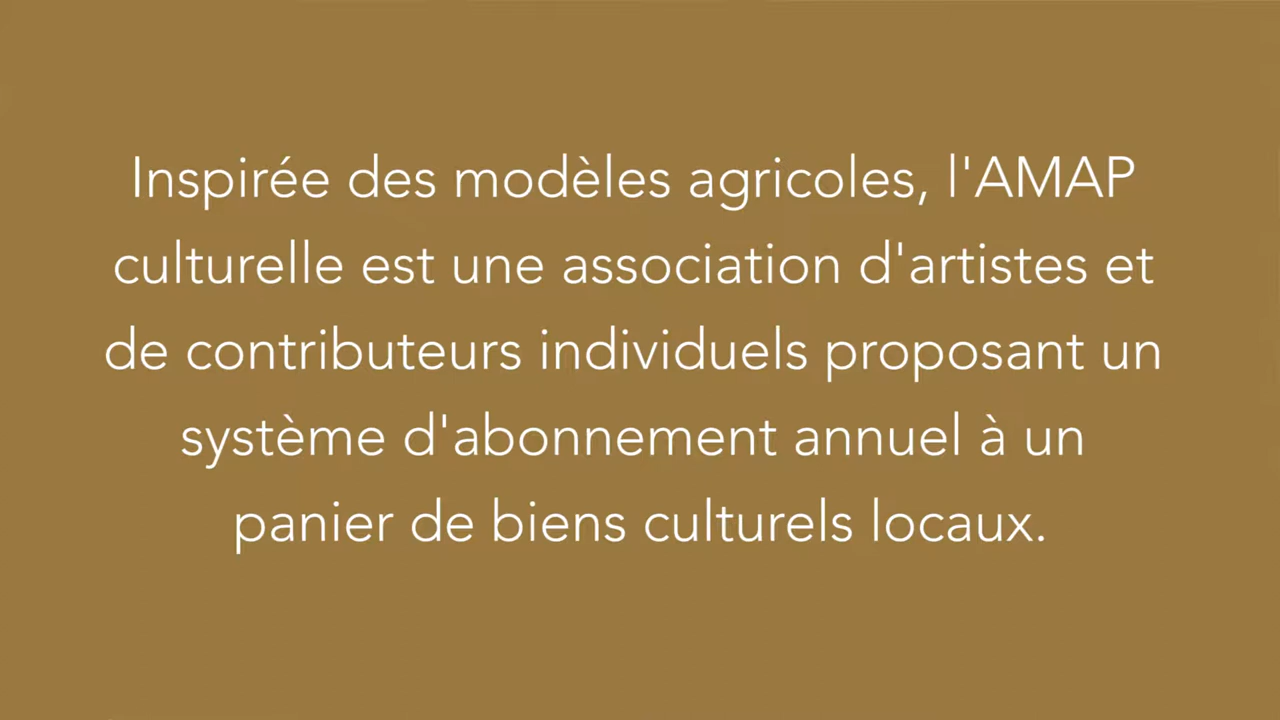 Inspirée des modèles agricoles, l'AMAP
culturelle est une association d'artistes et
de contributeurs individuels proposant un
système d'abonnement annuel à un
panier de biens culturels locaux.